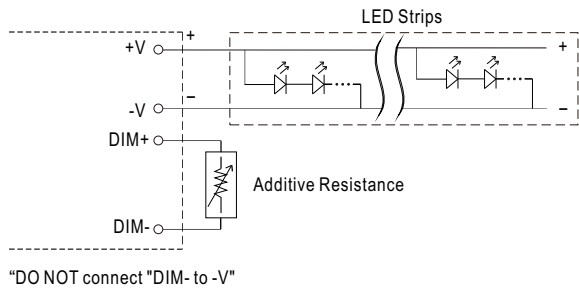 LED Strips
+
+V
+
-V
−
−
DIM+
Additive Resistance
DIM-
“DO NOT connect "DIM- to -V"